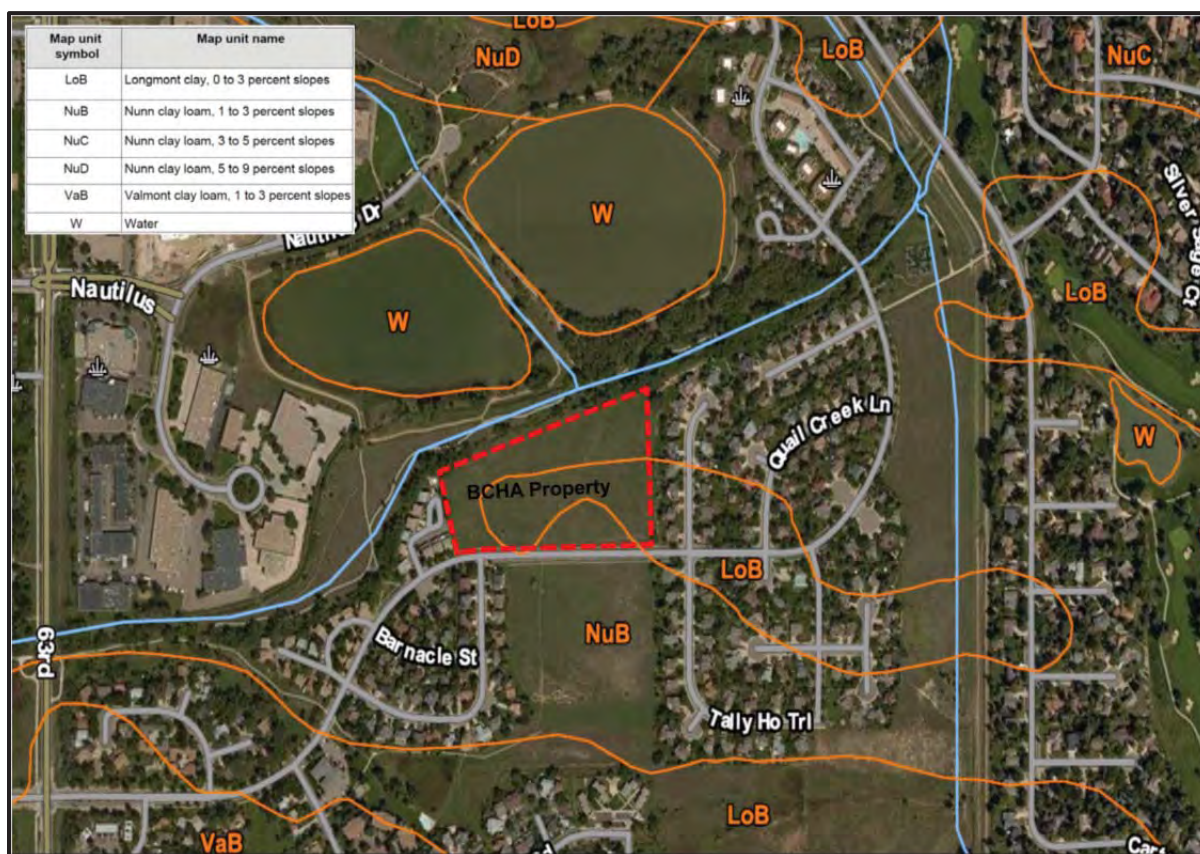 Map unit symbol Map unit name
LoB Longmont clay, 0 to 3 percent slopes
NuB Nunn clay loam, 1 to 3 percent slopes
NuC Nunn clay loam, 3 to 5 percent slopes
NuD Nunn clay loam, 5 to 9 percent slopes
VaB Valmont clay loam, 1 to 3 percent slopes
W Water
LoB
NuD
LoB
NuC
W
Dr
Nautilus
W
LoB
W
Quail Creek Ln
BCHA Property
LoB
NuB
63rd
Barnacle St
Tally Ho Trl
LoB
VaB